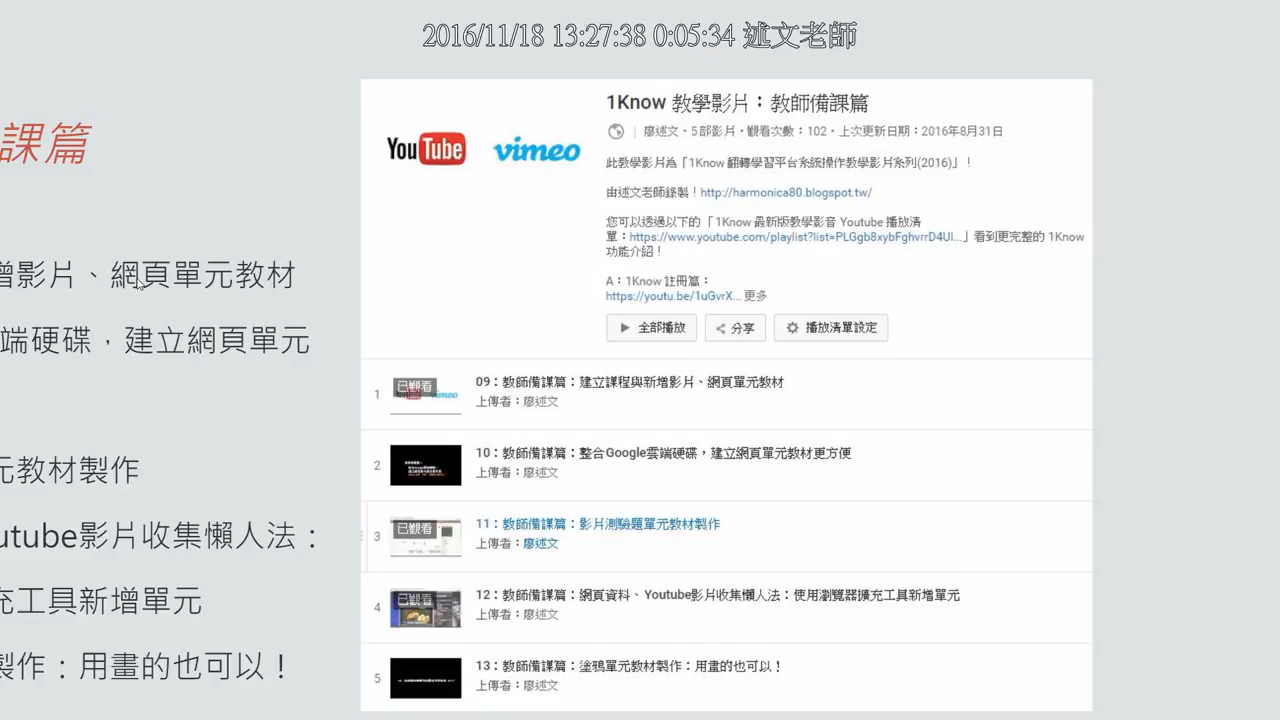 2016/11/18 13:27:38 0:05:34 述文老師
課篇
增影片、網頁單元教材
端硬碟，建立網頁單元
元教材製作
utube影片收集懶人法：
充工具新增單元
製作：用畫的也可以！
YouTube vimeo
1Know 教學影片：教師備課篇
廖述文・5 部影片・觀看次數：102・上次更新日期：2016年8月31日
此教學影片為「1Know 翻轉學習平台系統操作教學影片系列(2016)」！
由述文老師錄製！http://harmonica80.blogspot.tw/
您可以透過以下的「 1Know 最新版教學影音 Youtube 播放清
單：https://www.youtube.com/playlist?list=PLGgb8xybFghvrrD4Ul...」看到更完整的 1Know
功能介紹！
A：1Know 註冊篇：
https://youtu.be/1uGvrX... 更多
全部播放 分享 播放清單設定
1 已觀看 09：教師備課篇：建立課程與新增影片、網頁單元教材
上傳者：廖述文
2 10：教師備課篇：整合Google雲端硬碟，建立網頁單元教材更方便
上傳者：廖述文
3 已觀看 11：教師備課篇：影片測驗題單元教材製作
上傳者：廖述文
4 已觀看 12：教師備課篇：網頁資料、Youtube影片收集懶人法：使用瀏覽器擴充工具新增單元
上傳者：廖述文
5 13：教師備課篇：塗鴉單元教材製作：用畫的也可以！
上傳者：廖述文